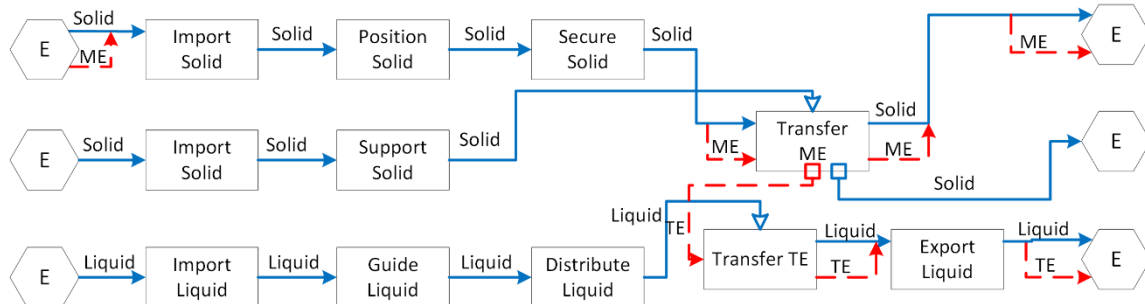 Solid
E
ME
Import
Solid
Solid
Position
Solid
Solid
Secure
Solid
Solid
ME
E
Solid
E
Import
Solid
Solid
Support
Solid
Solid
ME
Transfer
ME
Solid
ME
Solid
E
Liquid
E
Import
Liquid
Liquid
Guide
Liquid
Liquid
Distribute
Liquid
Liquid
TE
Transfer TE
Liquid
TE
Export
Liquid
Liquid
TE
E